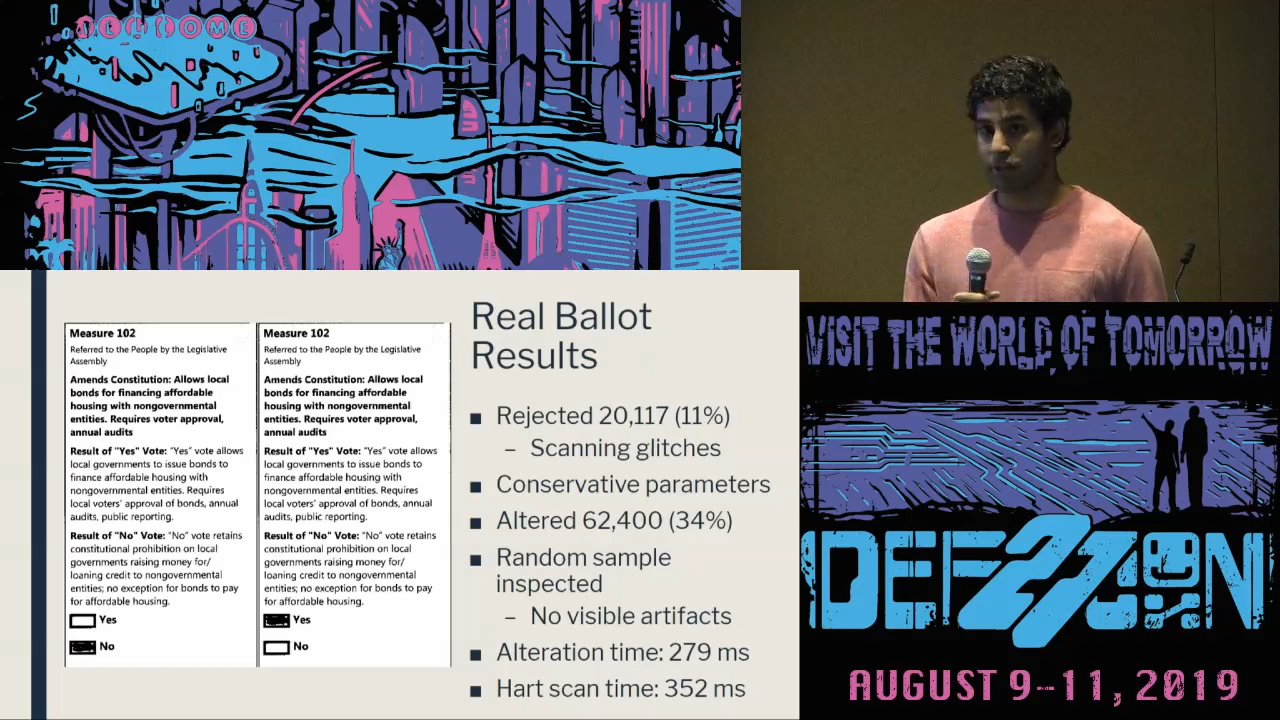 WELCOME
Measure 102
Referred to the People by the Legislative
Assembly
Amends Constitution: Allows local
bonds for financing affordable
housing with nongovernmental
entities. Requires voter approval,
annual audits
Result of "Yes" Vote: "Yes" vote allows
local governments to issue bonds to
finance affordable housing with
nongovernmental entities. Requires
local voters' approval of bonds, annual
audits, public reporting.
Result of "No" Vote: "No" vote retains
constitutional prohibition on local
governments raising money for/
loaning credit to nongovernmental
entities; no exception for bonds to pay
for affordable housing.
Yes
No
Measure 102
Referred to the People by the Legislative
Assembly
Amends Constitution: Allows local
bonds for financing affordable
housing with nongovernmental
entities. Requires voter approval,
annual audits
Result of "Yes" Vote: "Yes" vote allows
local governments to issue bonds to
finance affordable housing with
nongovernmental entities. Requires
local voters' approval of bonds, annual
audits, public reporting.
Result of "No" Vote: "No" vote retains
constitutional prohibition on local
governments raising money for/
loaning credit to nongovernmental
entities; no exception for bonds to pay
for affordable housing.
Yes
No
Real Ballot
Results
Rejected 20,117 (11%)
– Scanning glitches
Conservative parameters
Altered 62,400 (34%)
Random sample
inspected
– No visible artifacts
Alteration time: 279 ms
Hart scan time: 352 ms
VISIT THE WORLD OF TOMORROW
DEF 27 CON
AUGUST 9--11, 2019